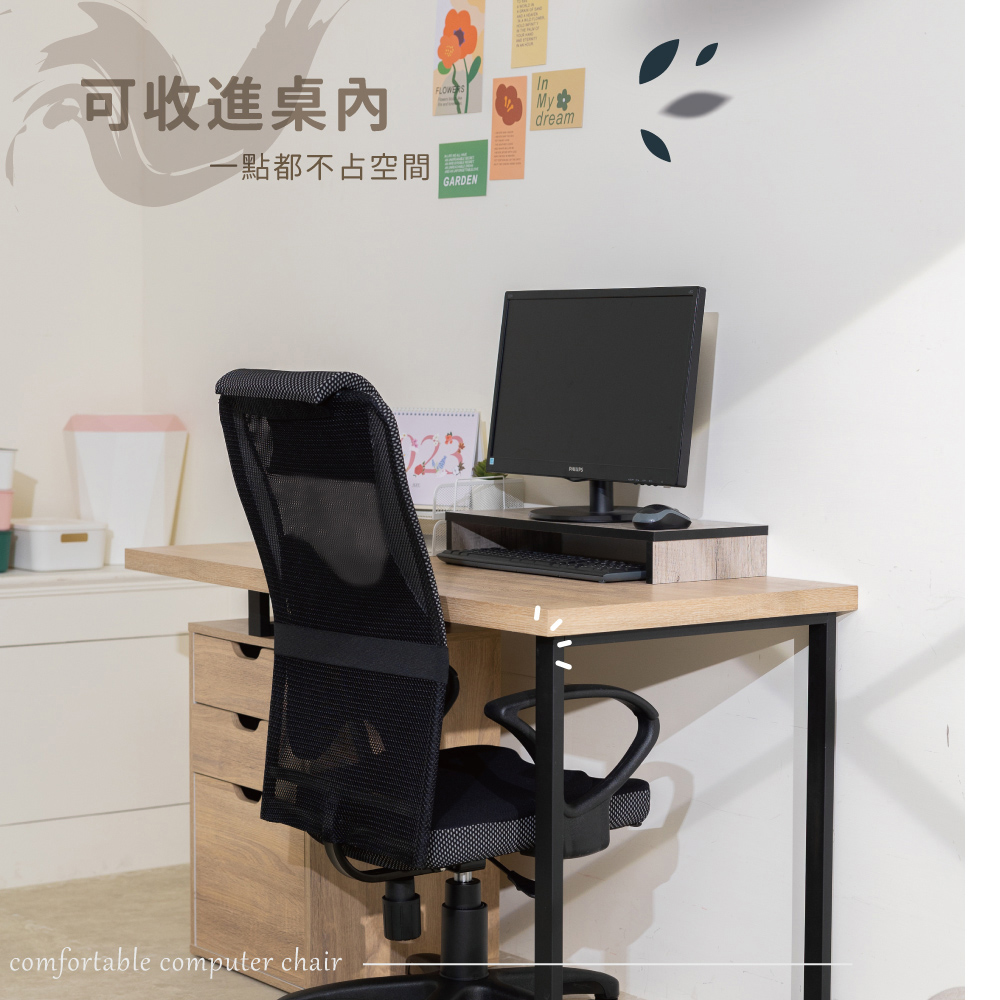 可收進桌內
一點都不占空間
FLOWERS
In
My
dream
GARDEN
2023
PHILIPS
comfortable computer chair